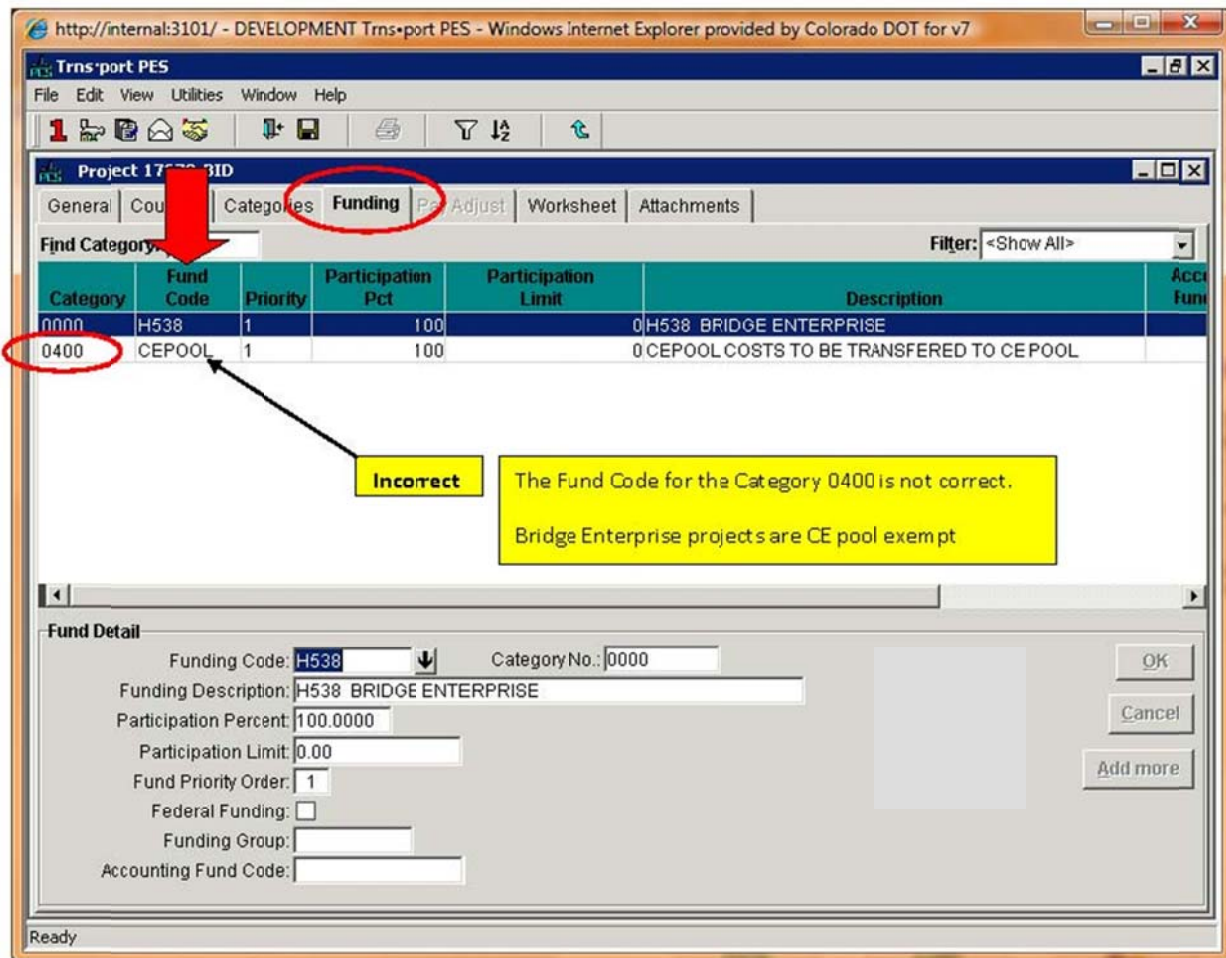 http://internal:3101/ - DEVELOPMENT Trns•port PES - Windows Internet Explorer provided by Colorado DOT for v7
Trns•port PES
File Edit View Utilities Window Help
Project
General Categories Funding Pay Adjust Worksheet Attachments
Find Category: Filter: <Show All>
Category Fund Code Priority Participation Pct Participation Limit Description
0000 H538 1 100 0 H538 BRIDGE ENTERPRISE
0400 CEPOOL 1 100 0 CEPOOL COSTS TO BE TRANSFERED TO CE POOL
Incorrect
The Fund Code for the Category 0400 is not correct.
Bridge Enterprise projects are CE pool exempt
Fund Detail
Funding Code: H538 Category No.: 0000
Funding Description: H538 BRIDGE ENTERPRISE
Participation Percent: 100.0000
Participation Limit: 0.00
Fund Priority Order: 1
Federal Funding:
Funding Group:
Accounting Fund Code:
OK
Cancel
Add more
Ready